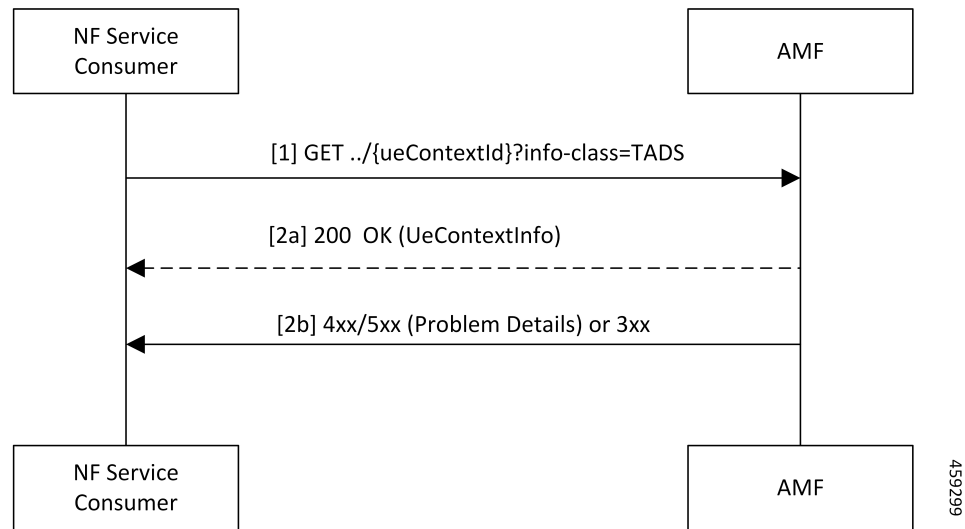 NF Service
Consumer
AMF
[1] GET ../{ueContextId}?info-class=TADS
[2a] 200  OK (UeContextInfo)
[2b] 4xx/5xx (Problem Details) or 3xx
NF Service
Consumer
AMF
459299